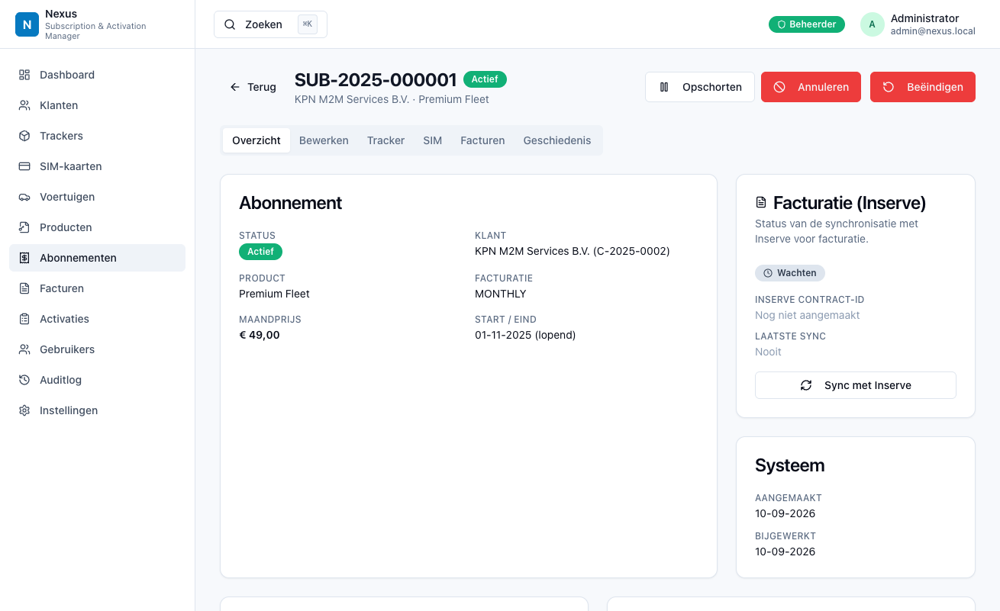 N
Nexus
Subscription & Activation
Manager
Zoeken
⌘K
Beheerder
A
Administrator
admin@nexus.local
Dashboard
Klanten
Trackers
SIM-kaarten
Voertuigen
Producten
Abonnementen
Facturen
Activaties
Gebruikers
Auditlog
Instellingen
Terug
SUB-2025-000001
Actief
KPN M2M Services B.V. · Premium Fleet
Opschorten
Annuleren
Beëindigen
Overzicht
Bewerken
Tracker
SIM
Facturen
Geschiedenis
Abonnement
STATUS
Actief
KLANT
KPN M2M Services B.V. (C-2025-0002)
PRODUCT
Premium Fleet
FACTURATIE
MONTHLY
MAANDPRIJS
€ 49,00
START / EIND
01-11-2025 (lopend)
Facturatie (Inserve)
Status van de synchronisatie met
Inserve voor facturatie.
Wachten
INSERVE CONTRACT-ID
Nog niet aangemaakt
LAATSTE SYNC
Nooit
Sync met Inserve
Systeem
AANGEMAAKT
10-09-2026
BIJGEWERKT
10-09-2026